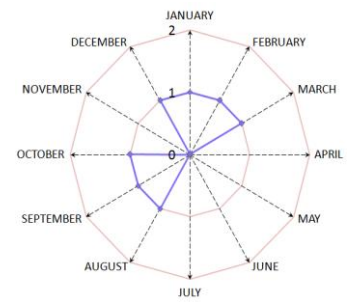 JANUARY
2
DECEMBER
FEBRUARY
NOVEMBER
1
MARCH
OCTOBER
0
APRIL
SEPTEMBER
MAY
AUGUST
JUNE
JULY